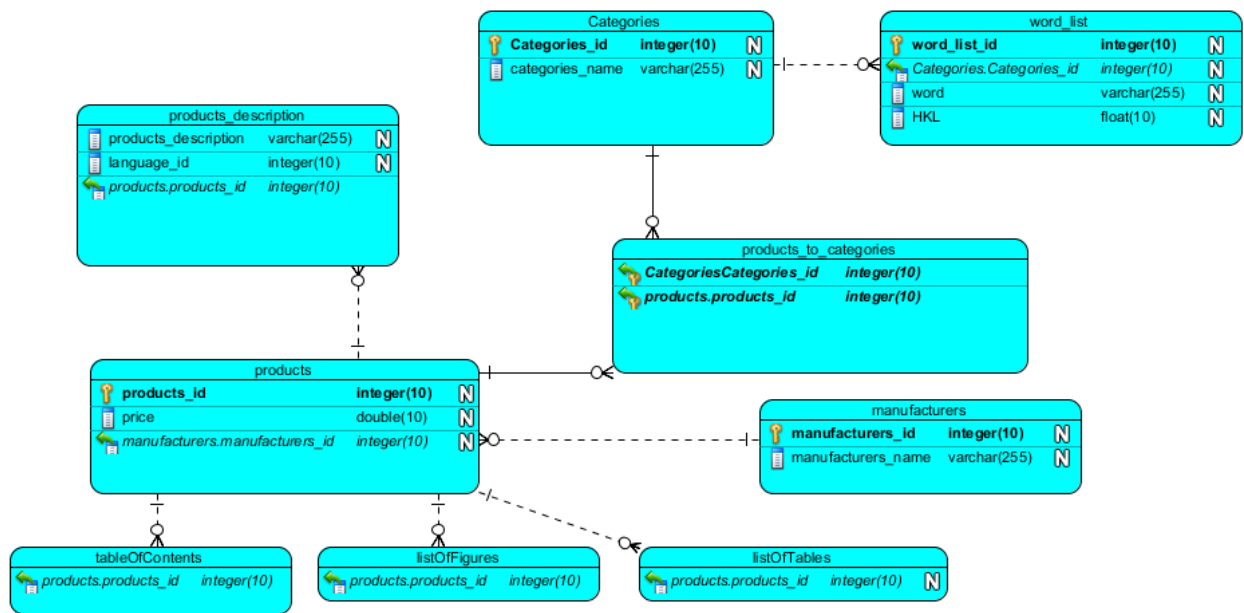 Categories
Categories_id integer(10) N
categories_name varchar(255) N
word_list
word_list_id integer(10) N
Categories.Categories_id integer(10) N
word varchar(255) N
HKL float(10) N
products_description
products_description varchar(255) N
language_id integer(10) N
products.products_id integer(10)
products_to_categories
CategoriesCategories_id integer(10)
products.products_id integer(10)
products
products_id integer(10) N
price double(10) N
manufacturers.manufacturers_id integer(10) N
manufacturers
manufacturers_id integer(10) N
manufacturers_name varchar(255) N
tableOfContents
products.products_id integer(10)
listOfFigures
products.products_id integer(10)
listOfTables
products.products_id integer(10) N